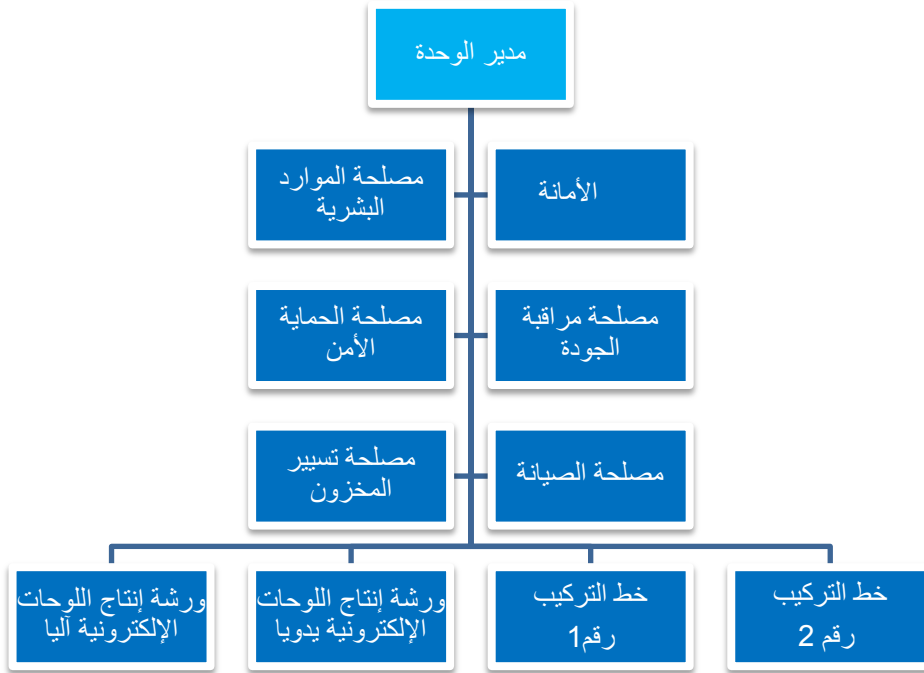 مدير الوحدة
الأمانة
مصلحة الموارد
البشرية
مصلحة مراقبة
الجودة
مصلحة الحماية
الأمن
مصلحة الصيانة
مصلحة تسيير
المخزون
خط التركيب
رقم 2
خط التركيب
رقم1
ورشة إنتاج اللوحات
الإلكترونية يدويا
ورشة إنتاج اللوحات
الإلكترونية آليا